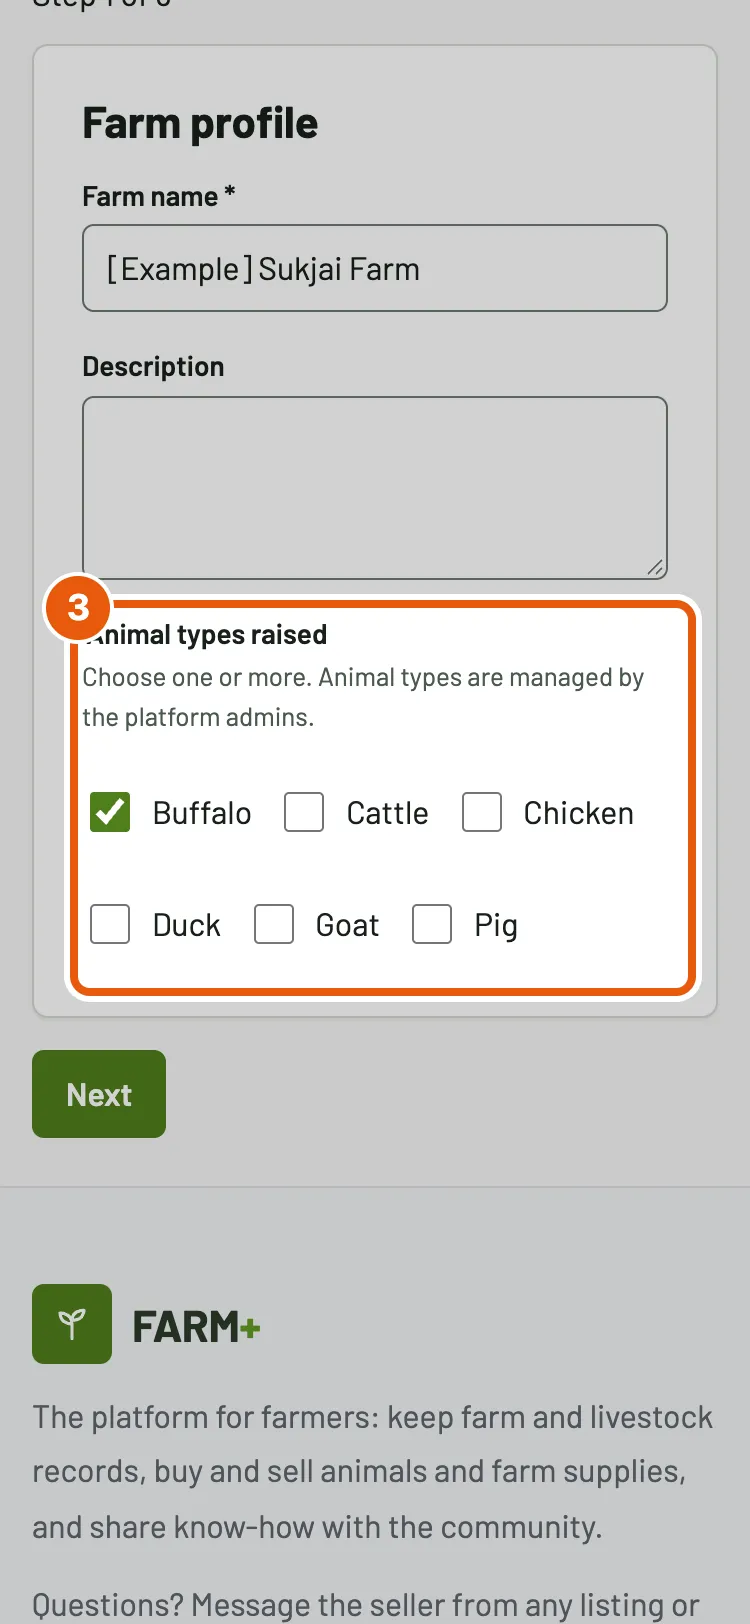 Farm profile
Farm name *
[Example] Sukjai Farm
Description
3
Animal types raised
Choose one or more. Animal types are managed by
the platform admins.
Buffalo Cattle Chicken
Duck Goat Pig
Next
FARM+
The platform for farmers: keep farm and livestock
records, buy and sell animals and farm supplies,
and share know-how with the community.
Questions? Message the seller from any listing or